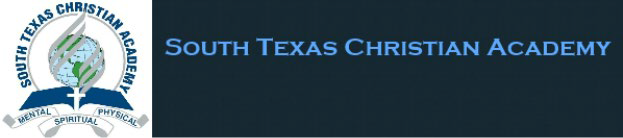 SOUTH TEXAS CHRISTIAN ACADEMY
MENTAL SPIRITUAL PHYSICAL
SOUTH TEXAS CHRISTIAN ACADEMY